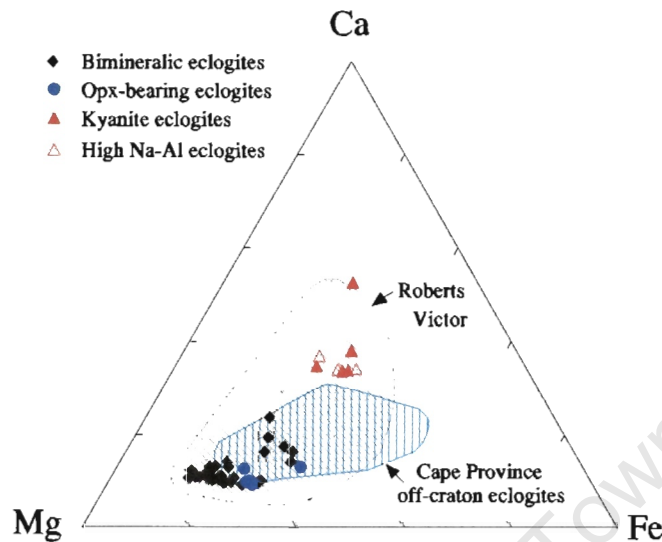 Ca
Bimineralic eclogites
Opx-bearing eclogites
Kyanite eclogites
High Na-Al eclogites
Roberts
Victor
Cape Province
off-craton eclogites
Mg
Fe
Town